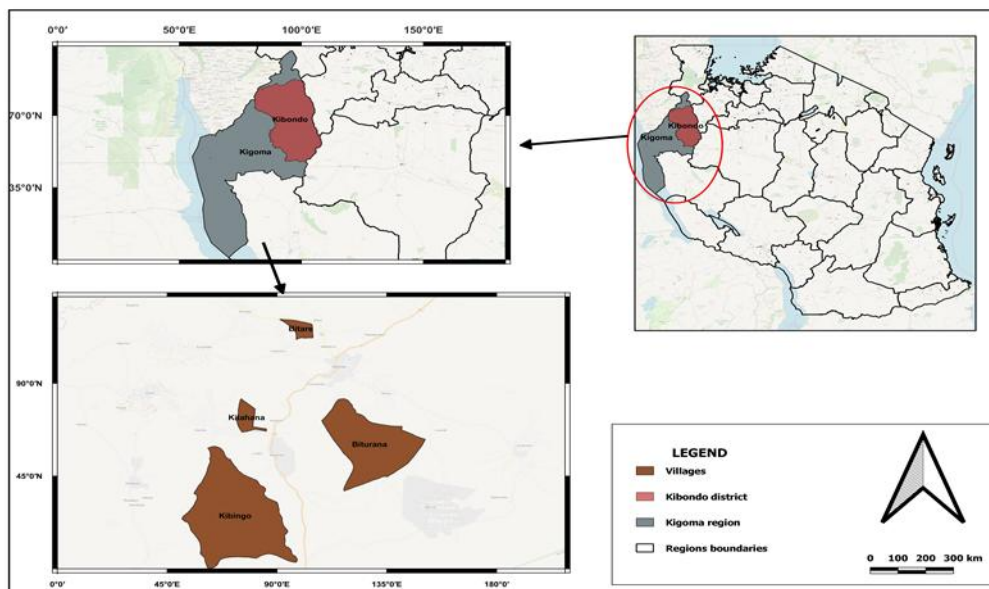 0°0' 50°0'E 100°0'E 150°0'E
70°0'N
35°0'N
Kibondo
Kigoma
Kibondo
Kigoma
Bitare
Kitahana
Biturana
Kibingo
90°0'N
45°0'N
0°0' 45°0'E 90°0'E 135°0'E 180°0'
LEGEND
Villages
Kibondo district
Kigoma region
Regions boundaries
0 100 200 300 km